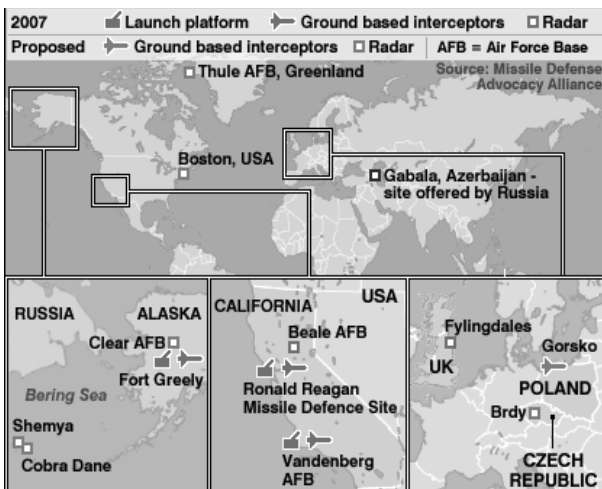 2007 Launch platform Ground based interceptors Radar
Proposed Ground based interceptors Radar AFB = Air Force Base
Source: Missile Defense
Advocacy Alliance
Thule AFB, Greenland
Boston, USA
Gabala, Azerbaijan -
site offered by Russia
RUSSIA
ALASKA
Clear AFB
Fort Greely
Bering Sea
Shemya
Cobra Dane
CALIFORNIA
USA
Beale AFB
Ronald Reagan
Missile Defence Site
Vandenberg
AFB
Fylingdales
UK
Gorsko
POLAND
Brdy
CZECH
REPUBLIC